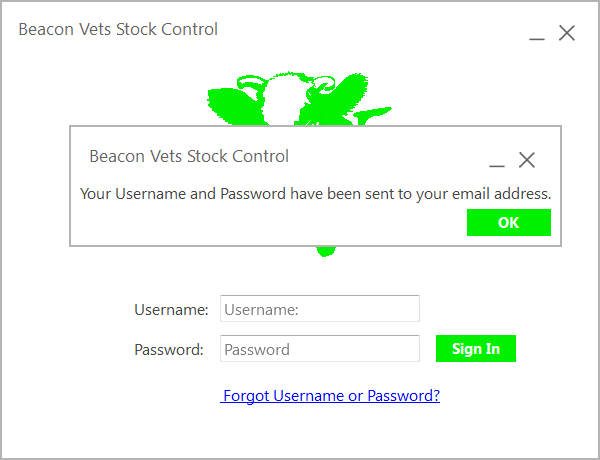 Beacon Vets Stock Control
Beacon Vets Stock Control
Your Username and Password have been sent to your email address.
OK
Username: Username:
Password: Password Sign In
Forgot Username or Password?